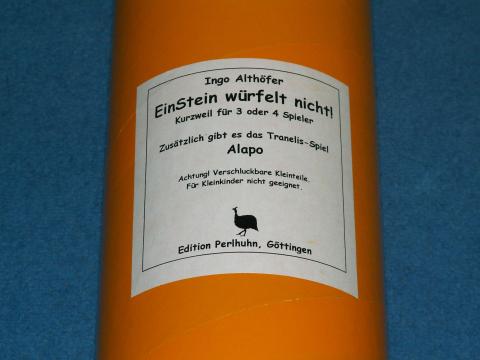 Ingo Althöfer
EinStein würfelt nicht!
Kurzweil für 3 oder 4 Spieler
Zusätzlich gibt es das Tranelis-Spiel
Alapo
Achtung! Verschluckbare Kleinteile.
Für Kleinkinder nicht geeignet.
Edition Perlhuhn, Göttingen